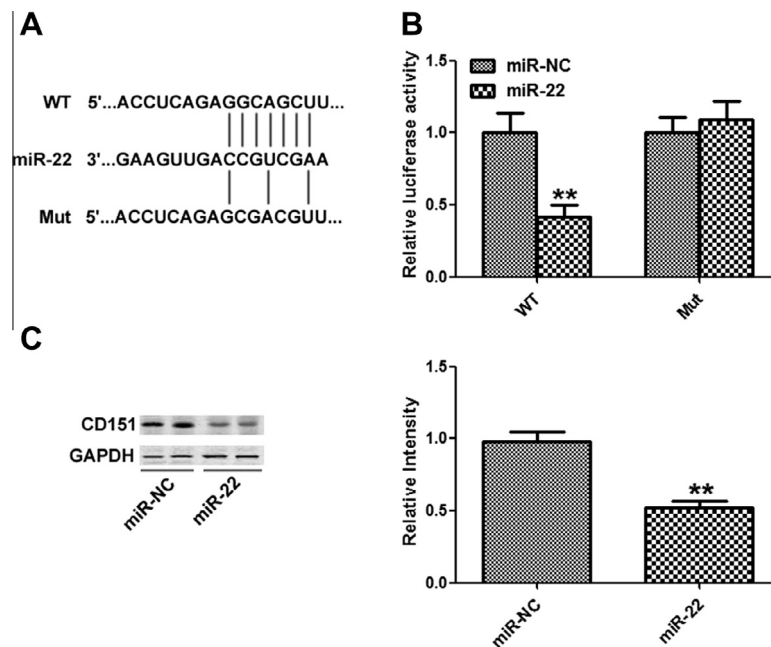 A
WT 5'...ACCUCAGAGGCAGCUU...
miR-22 3'-GAAGUUGACCGUCGAA
Mut 5'...ACCUCAGAGCGACGUU...
B
Relative luciferase activity
1.5
1.0
0.5
0.0
miR-NC
miR-22
**
WT
Mut
C
CD151
GAPDH
miR-NC
miR-22
Relative Intensity
1.5
1.0
0.5
0.0
**
miR-NC
miR-22